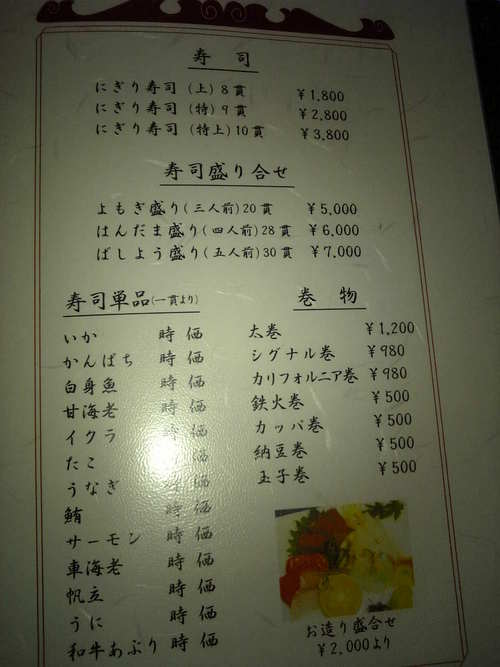 寿司
にぎり寿司(上)8貫 ¥1,800
にぎり寿司(特)9貫 ¥2,800
にぎり寿司(特上)10貫 ¥3,800
寿司盛り合せ
よもぎ盛り(三人前)20貫 ¥5,000
はんだま盛り(四人前)28貫 ¥6,000
ばしょう盛り(五人前)30貫 ¥7,000
寿司単品(一貫より)
いか 時価
かんぱち 時価
白身魚 時価
甘海老 時価
イクラ 時価
たこ 時価
うなぎ 時価
鮪 時価
サーモン 時価
車海老 時価
帆立 時価
うに 時価
和牛あぶり 時価
巻物
太巻 ¥1,200
シグナル巻 ¥980
カリフォルニア巻 ¥980
鉄火巻 ¥500
カッパ巻 ¥500
納豆巻 ¥500
玉子巻 ¥500
お造り盛合せ
¥2,000より